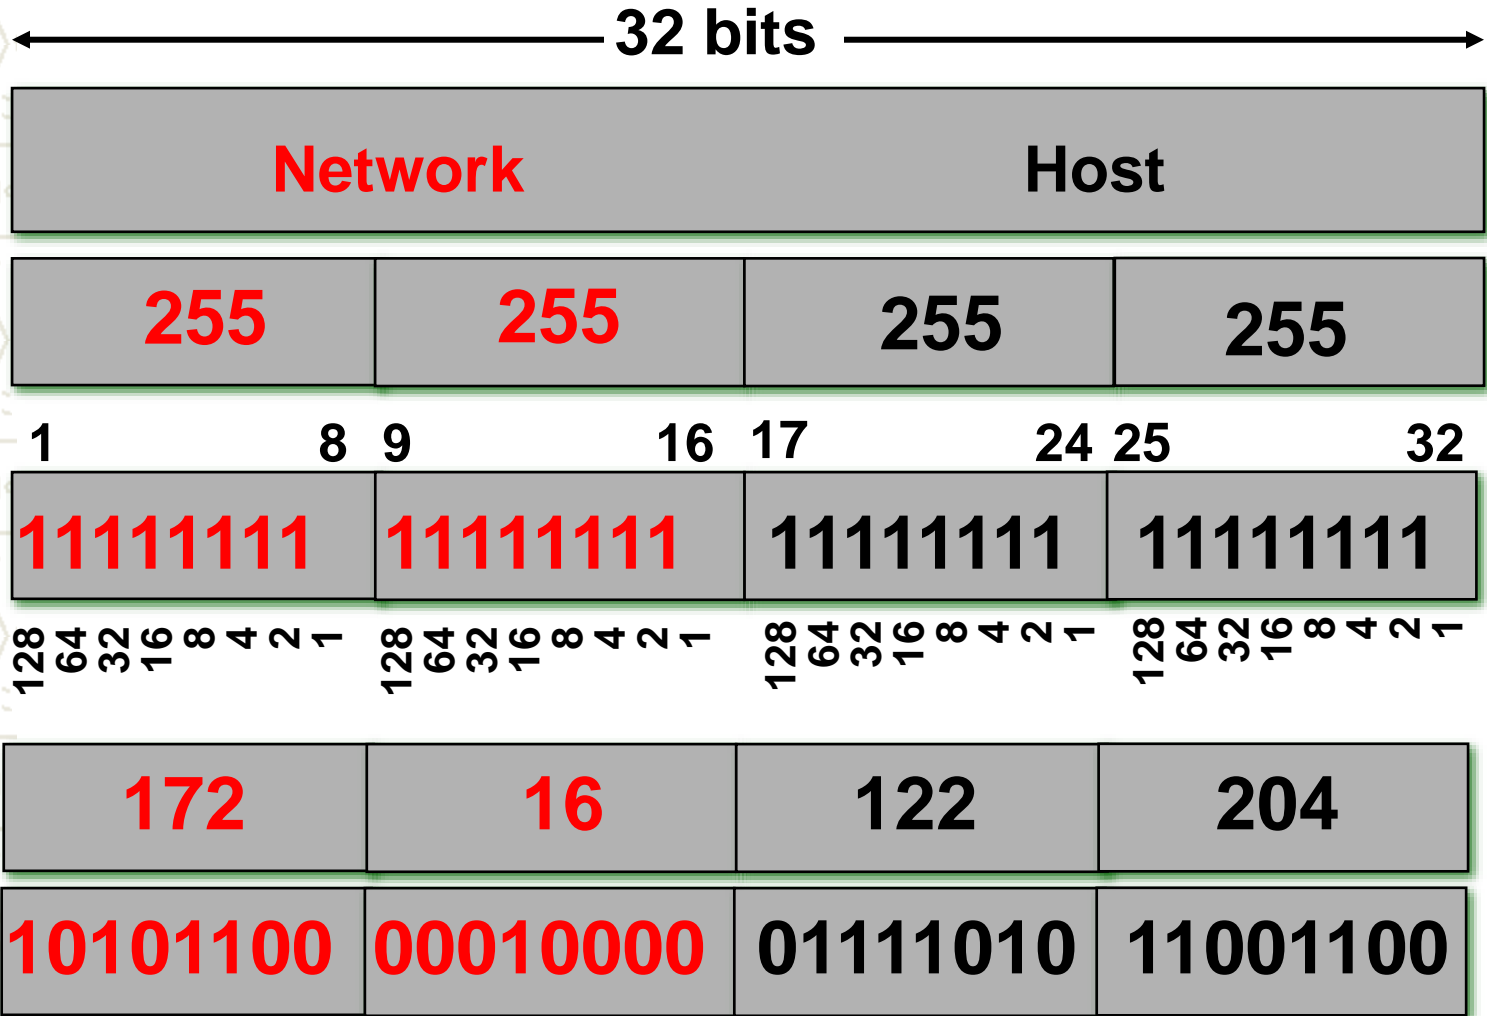 32 bits
Network Host
255 255 255 255
1 8 9 16 17 24 25 32
11111111 11111111 11111111 11111111
128 64 32 16 8 4 2 1 128 64 32 16 8 4 2 1 128 64 32 16 8 4 2 1 128 64 32 16 8 4 2 1
172 16 122 204
10101100 00010000 01111010 11001100